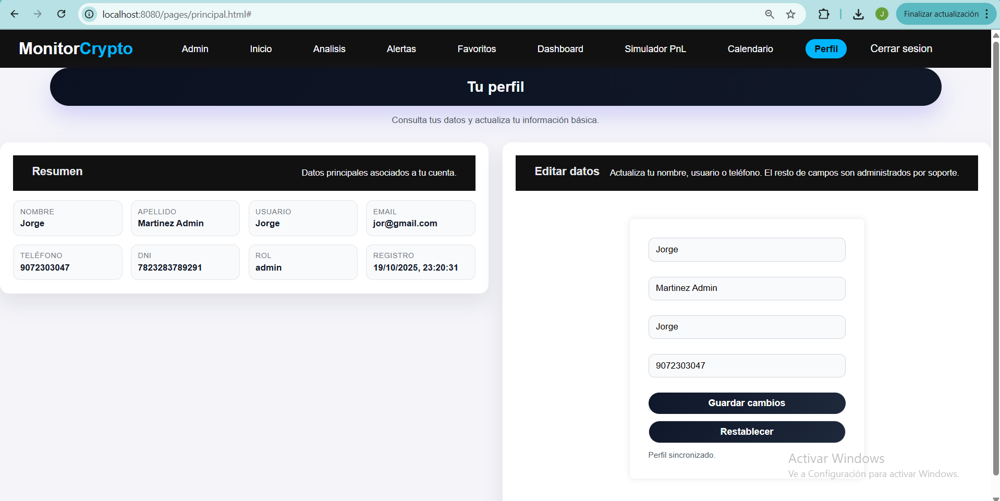 localhost:8080/pages/principal.html#
J
Finalizar actualización
MonitorCrypto
Admin
Inicio
Analisis
Alertas
Favoritos
Dashboard
Simulador PnL
Calendario
Perfil
Cerrar sesion
Tu perfil
Consulta tus datos y actualiza tu información básica.
Resumen
Datos principales asociados a tu cuenta.
NOMBRE
Jorge
APELLIDO
Martinez Admin
USUARIO
Jorge
EMAIL
jor@gmail.com
TELÉFONO
9072303047
DNI
7823283789291
ROL
admin
REGISTRO
19/10/2025, 23:20:31
Editar datos
Actualiza tu nombre, usuario o teléfono. El resto de campos son administrados por soporte.
Jorge
Martinez Admin
Jorge
9072303047
Guardar cambios
Restablecer
Perfil sincronizado.
Activar Windows
Ve a Configuración para activar Windows.